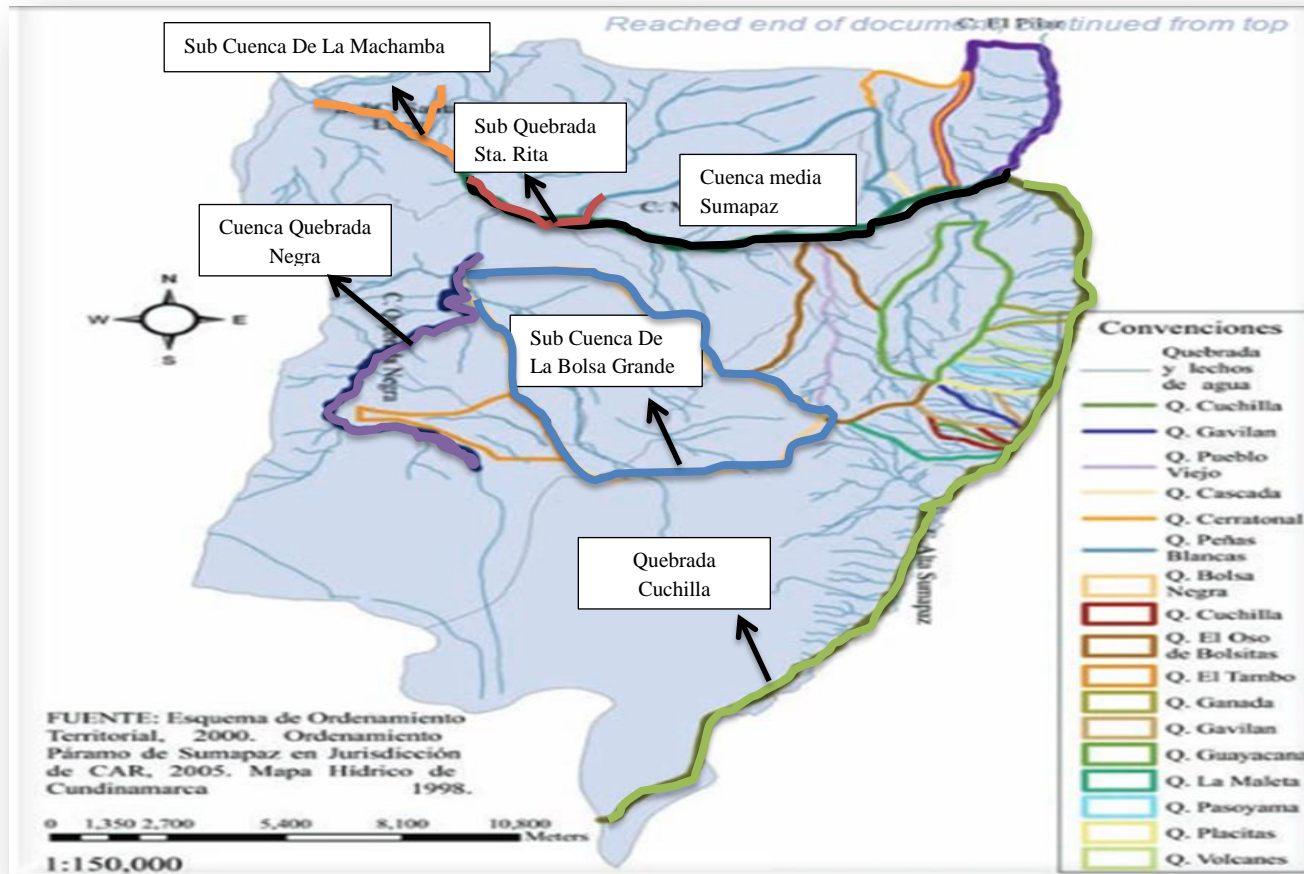 Reached end of document, continued from top
C. El Pilar
Sub Cuenca De La Machamba
Sub Quebrada
Sta. Rita
Cuenca media
Sumapaz
C. M
Cuenca Quebrada
Negra
Negra
Sub Cuenca De
La Bolsa Grande
Quebrada
Cuchilla
Alta Sumapaz
N
W
E
S
Convenciones
Quebrada
y lechos
de agua
Q. Cuchilla
Q. Gavilan
Q. Pueblo
Viejo
Q. Cascada
Q. Cerratonal
Q. Peñas
Blancas
Q. Bolsa
Negra
Q. Cuchilla
Q. El Oso
de Bolsitas
Q. El Tambo
Q. Ganada
Q. Gavilan
Q. Guayacana
Q. La Maleta
Q. Pasoyama
Q. Placitas
Q. Volcanes
FUENTE: Esquema de Ordenamiento
Territorial, 2000. Ordenamiento
Páramo de Sumapaz en Jurisdicción
de CAR, 2005. Mapa Hídrico de
Cundinamarca 1998.
0 1,350 2,700 5,400 8,100 10,800
Meters
1:150,000